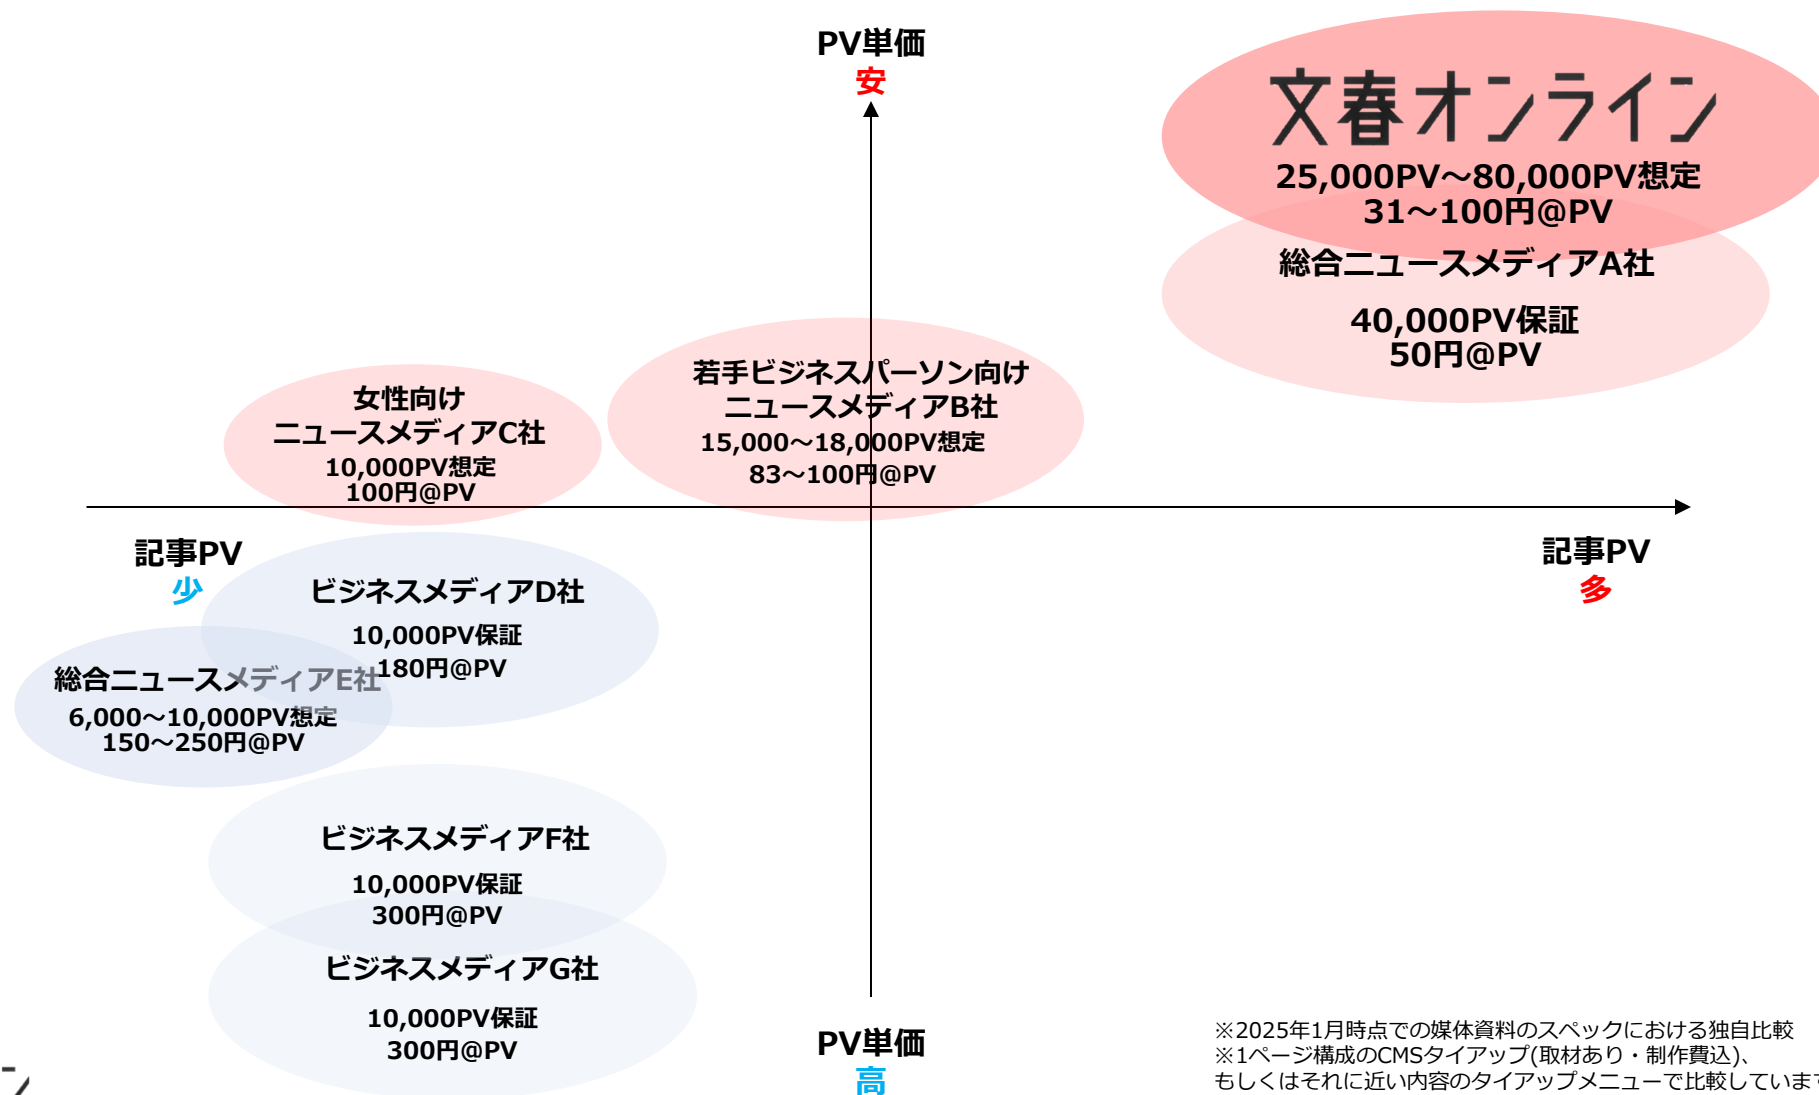 PV単価
安
文春オンライン
25,000PV～80,000PV想定
31～100円@PV
総合ニュースメディアA社
40,000PV保証
50円@PV
若手ビジネスパーソン向け
ニュースメディアB社
15,000～18,000PV想定
83～100円@PV
女性向け
ニュースメディアC社
10,000PV想定
100円@PV
記事PV
少
記事PV
多
ビジネスメディアD社
10,000PV保証
180円@PV
総合ニュースメディアE社
6,000～10,000PV想定
150～250円@PV
ビジネスメディアF社
10,000PV保証
300円@PV
ビジネスメディアG社
10,000PV保証
300円@PV
PV単価
高
※2025年1月時点での媒体資料のスペックにおける独自比較
※1ページ構成のCMSタイアップ(取材あり・制作費込)、
もしくはそれに近い内容のタイアップメニューで比較しています
ン